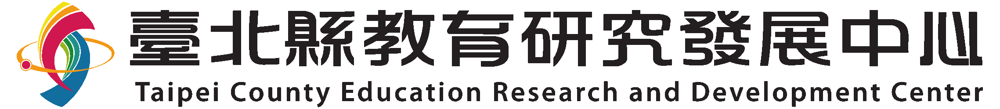 臺北縣教育研究發展中心
Taipei County Education Research and Development Center